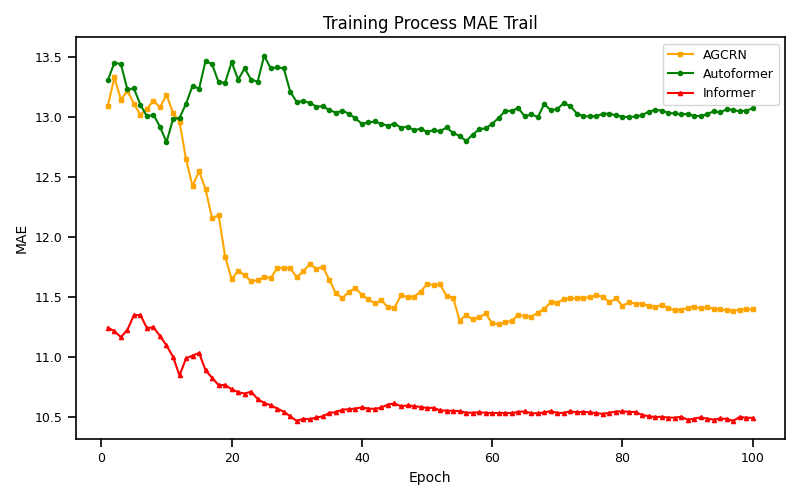 Training Process MAE Trail
AGCRN
Autoformer
Informer
MAE
13.5
13.0
12.5
12.0
11.5
11.0
10.5
0 20 40 60 80 100
Epoch